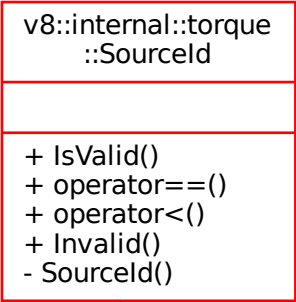 v8::internal::torque
::SourceId
+ IsValid()
+ operator==()
+ operator<()
+ Invalid()
- SourceId()